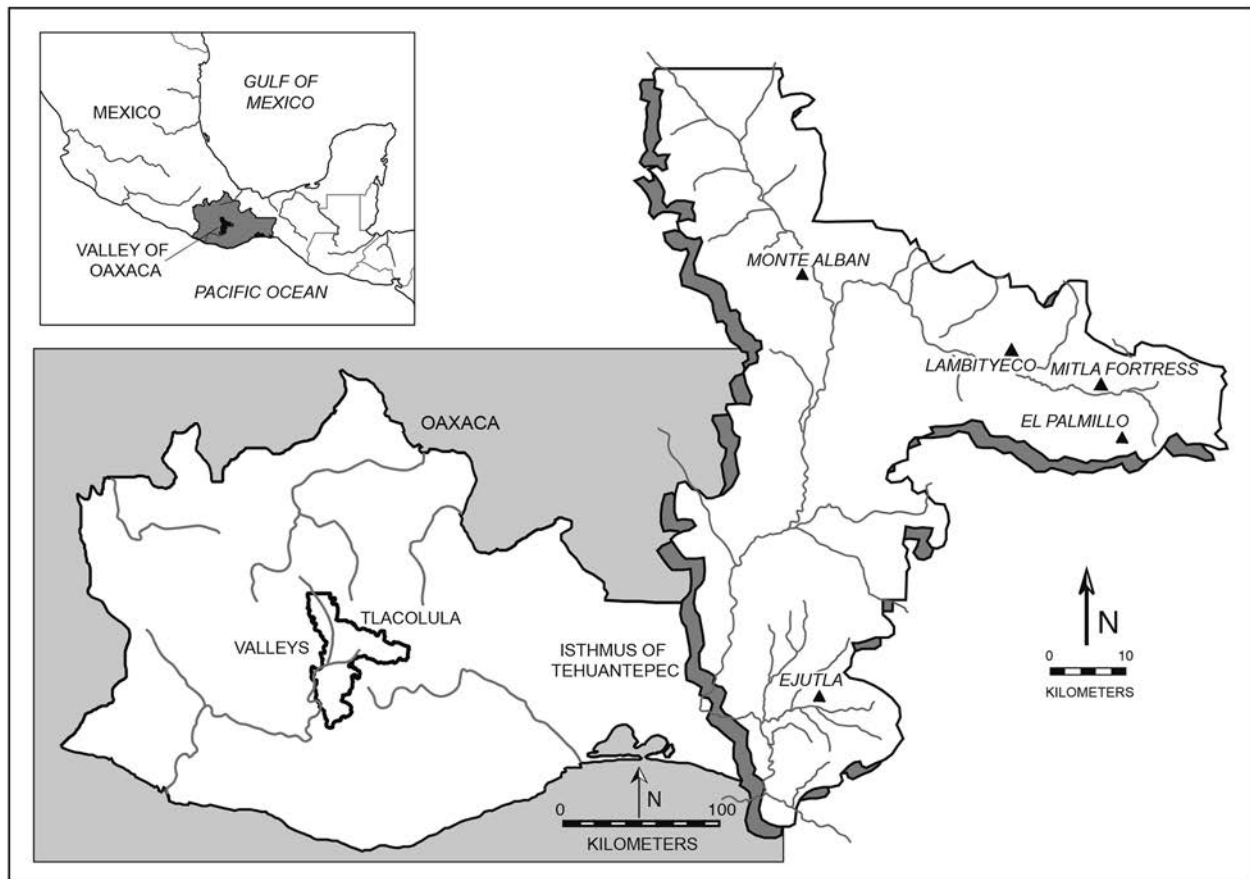 GULF OF
MEXICO
MEXICO
VALLEY OF
OAXACA
PACIFIC OCEAN
MONTE ALBAN
LAMBITYECO
MITLA FORTRESS
EL PALMILLO
OAXACA
TLACOLULA
VALLEYS
ISTHMUS OF
TEHUANTEPEC
EJUTLA
N
0 10
KILOMETERS
N
0 100
KILOMETERS